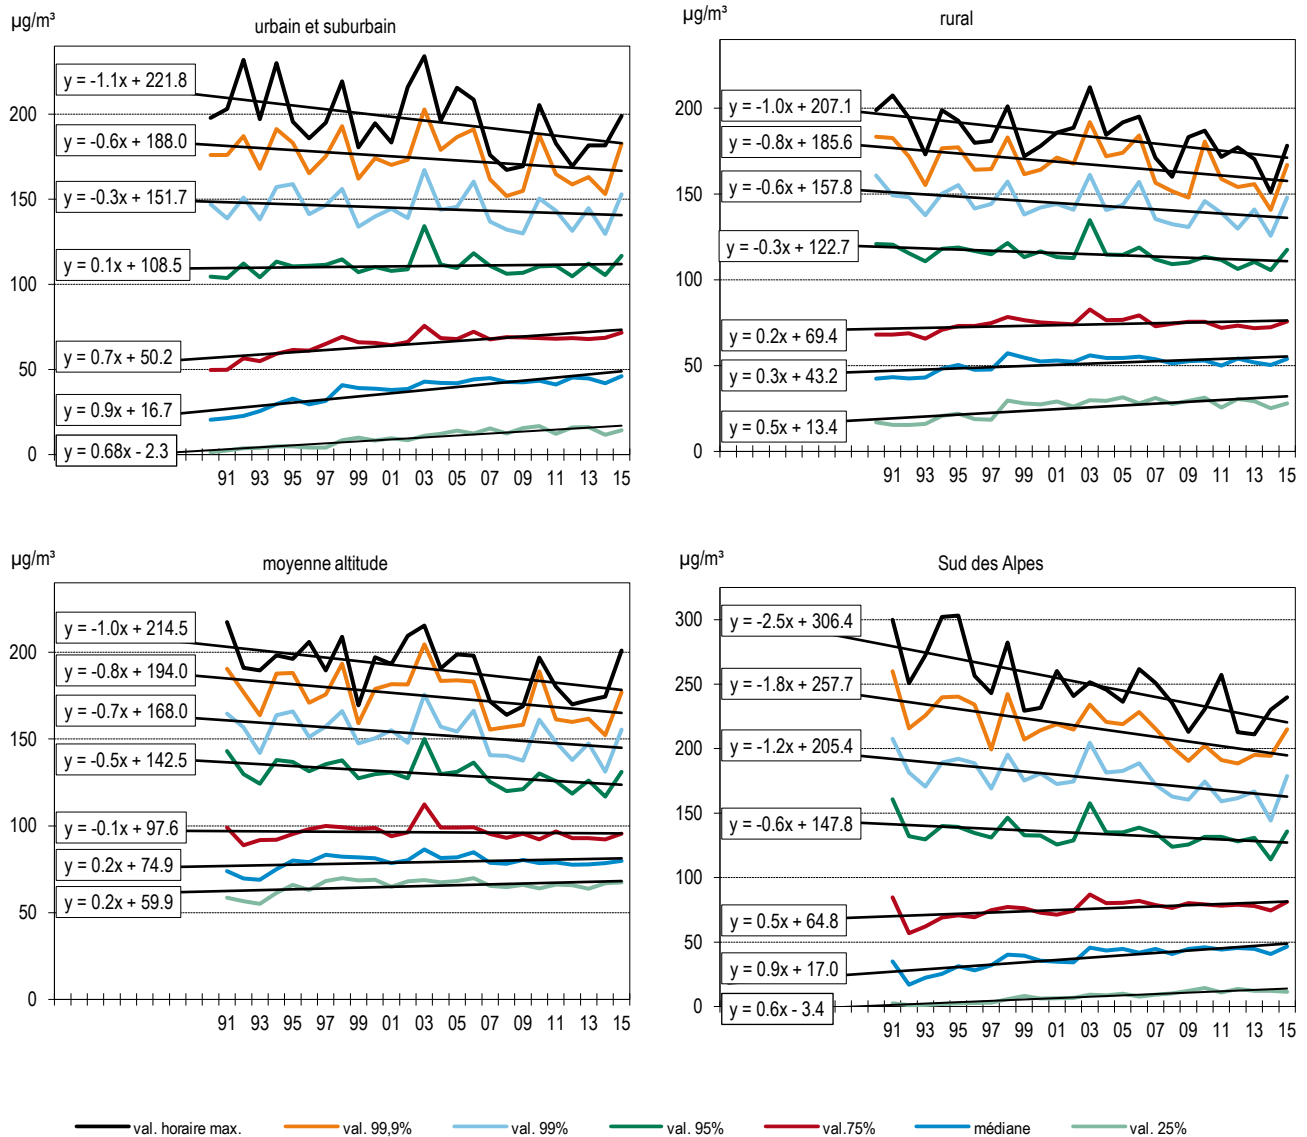 µg/m³
urbain et suburbain
y = -1.1x + 221.8
200
y = -0.6x + 188.0
150
y = -0.3x + 151.7
y = 0.1x + 108.5
100
y = 0.7x + 50.2
50
y = 0.9x + 16.7
y = 0.68x - 2.3
0
91 93 95 97 99 01 03 05 07 09 11 13 15
µg/m³
rural
200
y = -1.0x + 207.1
y = -0.8x + 185.6
150
y = -0.6x + 157.8
y = -0.3x + 122.7
100
y = 0.2x + 69.4
50
y = 0.3x + 43.2
y = 0.5x + 13.4
0
91 93 95 97 99 01 03 05 07 09 11 13 15
µg/m³
moyenne altitude
y = -1.0x + 214.5
200
y = -0.8x + 194.0
y = -0.7x + 168.0
150
y = -0.5x + 142.5
100
y = -0.1x + 97.6
y = 0.2x + 74.9
y = 0.2x + 59.9
50
0
91 93 95 97 99 01 03 05 07 09 11 13 15
µg/m³
Sud des Alpes
300
y = -2.5x + 306.4
250
y = -1.8x + 257.7
200
y = -1.2x + 205.4
150
y = -0.6x + 147.8
100
y = 0.5x + 64.8
50
y = 0.9x + 17.0
y = 0.6x - 3.4
0
91 93 95 97 99 01 03 05 07 09 11 13 15
val. horaire max. val. 99,9% val. 99% val. 95% val.75% médiane val. 25%